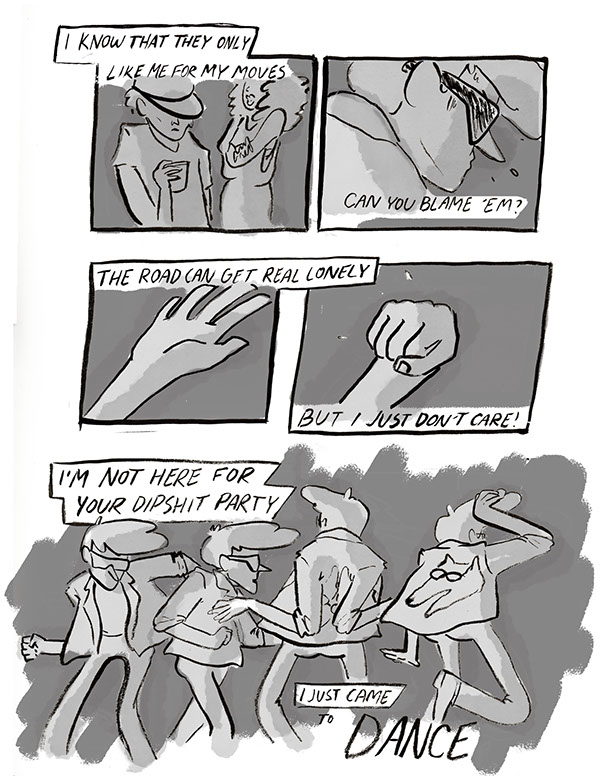 I KNOW THAT THEY ONLY
LIKE ME FOR MY MOVES
CAN YOU BLAME 'EM?
THE ROAD CAN GET REAL LONELY
BUT I JUST DON'T CARE!
I'M NOT HERE FOR
YOUR DIPSHIT PARTY
I JUST CAME
TO
DANCE